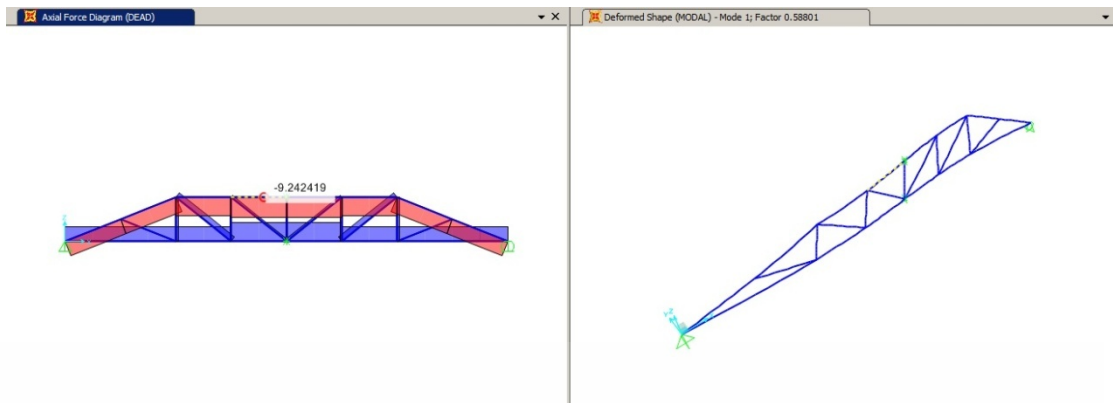 Axial Force Diagram (DEAD)
Deformed Shape (MODAL) - Mode 1; Factor 0.58801
-9.242419